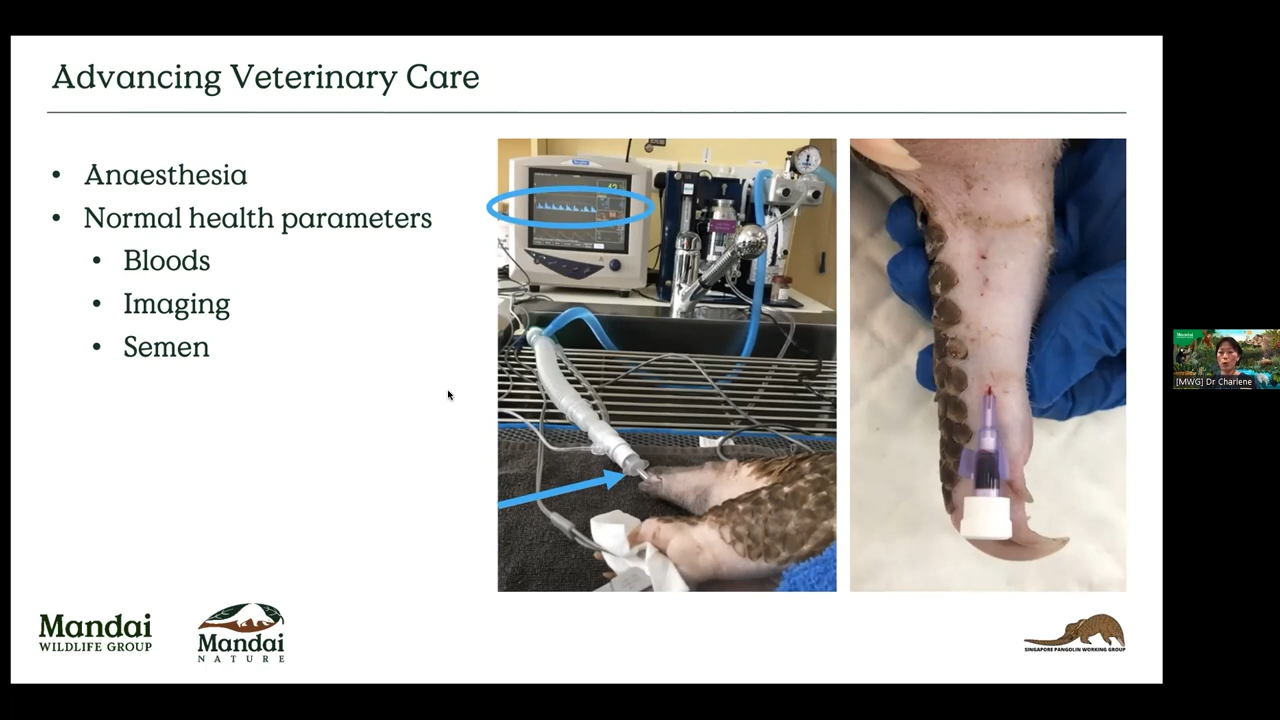 Advancing Veterinary Care
• Anaesthesia
• Normal health parameters
• Bloods
• Imaging
• Semen
Mandai
WILDLIFE GROUP
Mandai
NATURE
SINGAPORE PANGOLIN WORKING GROUP
Mandai
[MWG] Dr Charlene